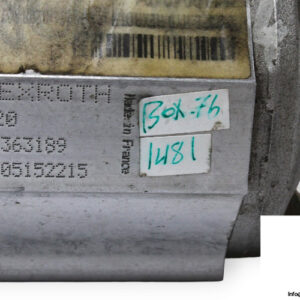 EXROTH
20
363189
05152215
Made in France
Box-76
1481